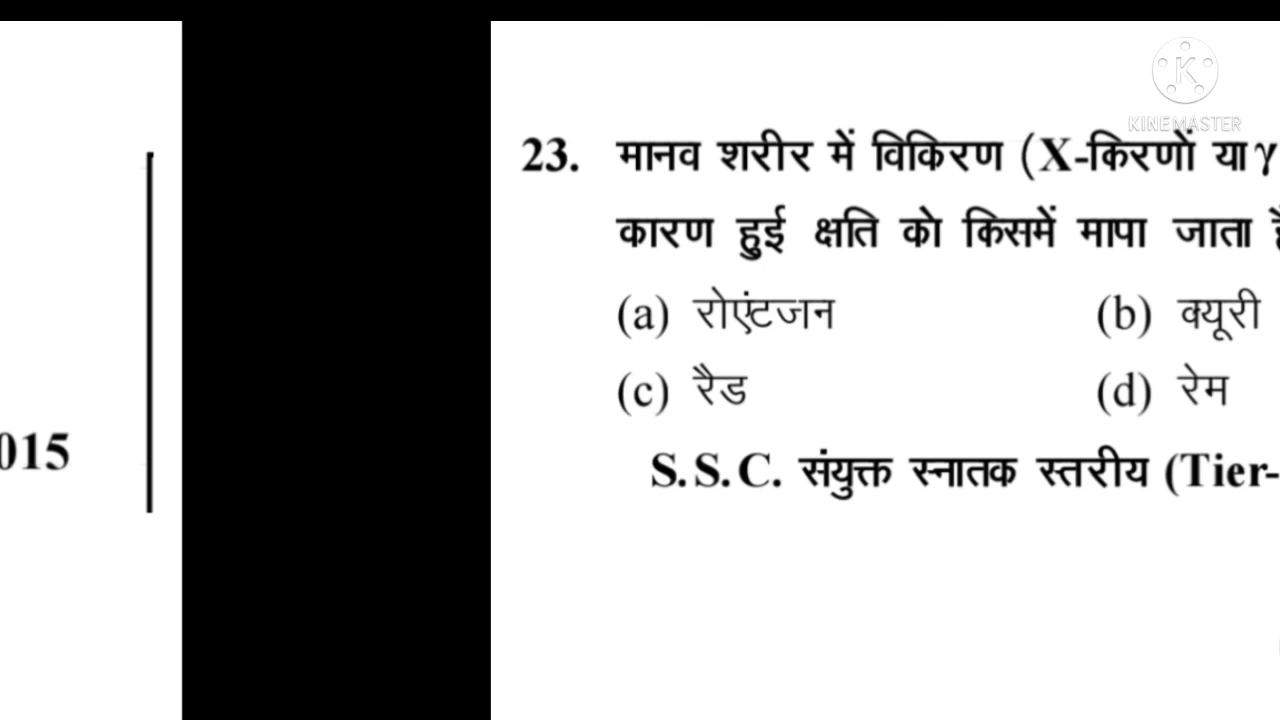 KINEMASTER
23. मानव शरीर में विकिरण (X-किरणों या γ
कारण हुई क्षति को किसमें मापा जाता
(a) रोएंटजन (b) क्यूरी
(c) रैड (d) रेम
015
S.S.C. संयुक्त स्नातक स्तरीय (Tier-